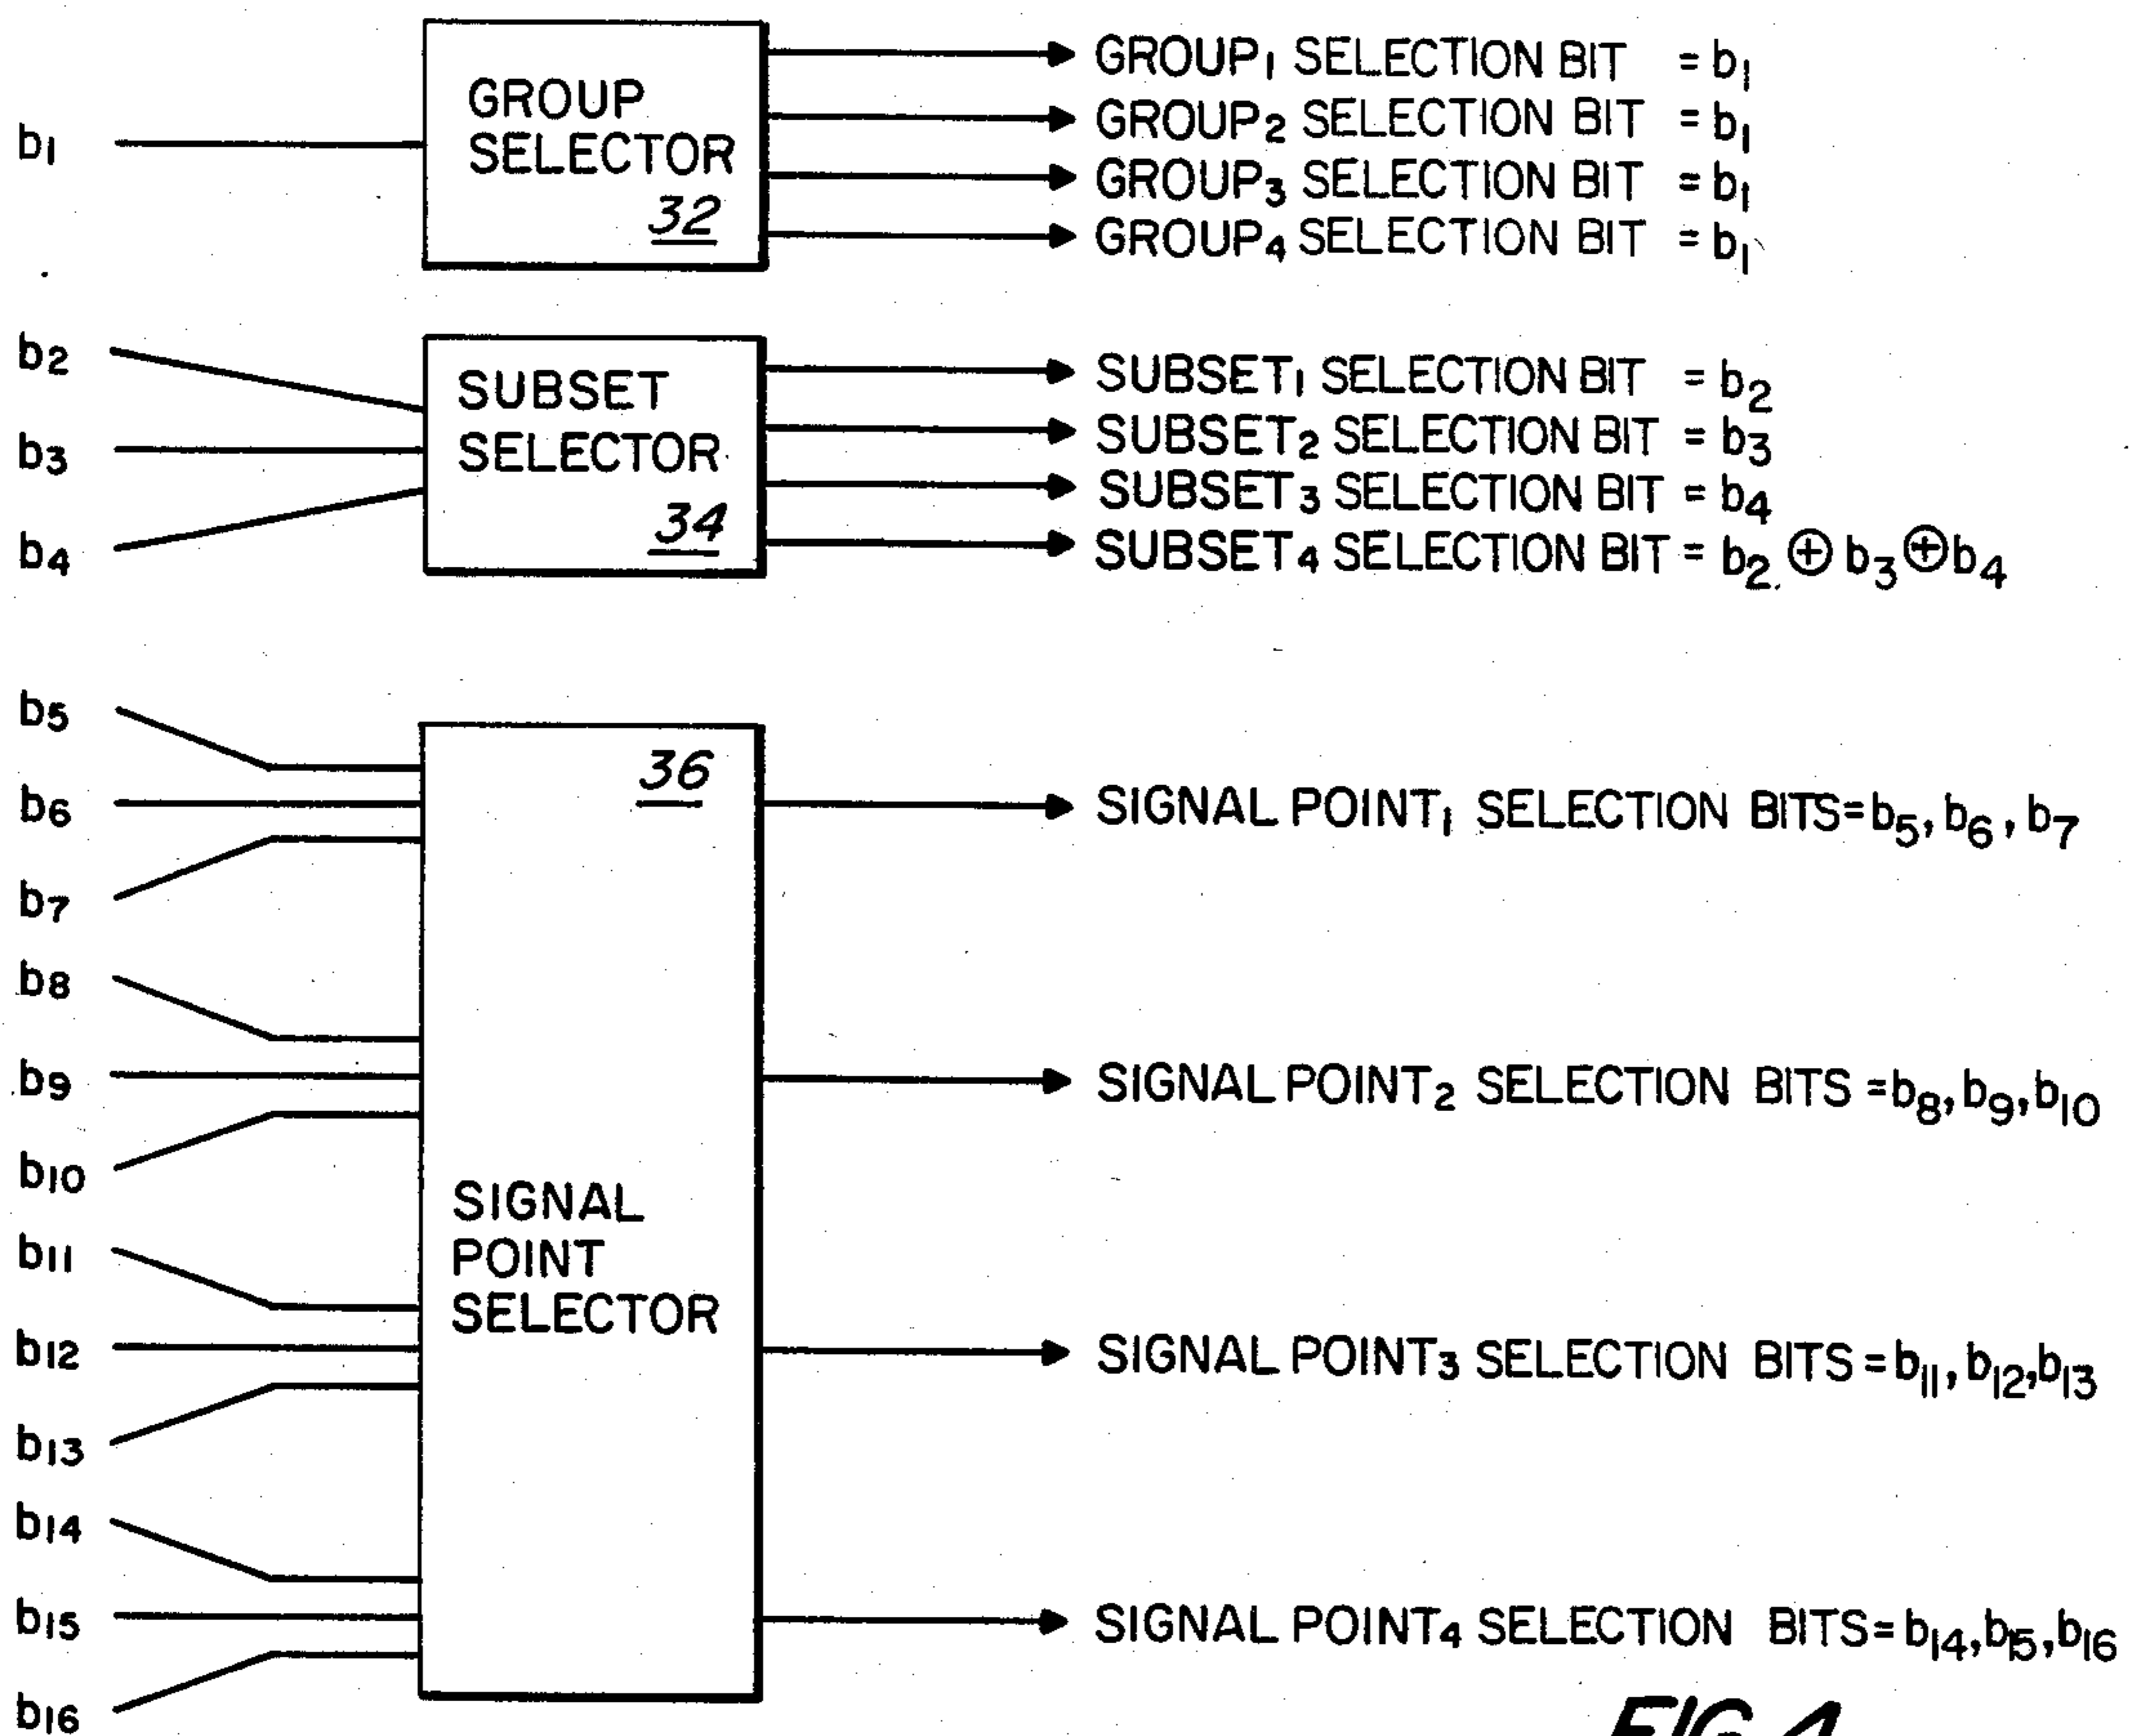 b1
GROUP
SELECTOR
32
GROUP1 SELECTION BIT = b1
GROUP2 SELECTION BIT = b1
GROUP3 SELECTION BIT = b1
GROUP4 SELECTION BIT = b1
b2
b3
b4
SUBSET
SELECTOR
34
SUBSET1 SELECTION BIT = b2
SUBSET2 SELECTION BIT = b3
SUBSET3 SELECTION BIT = b4
SUBSET4 SELECTION BIT = b2 ⊕ b3 ⊕ b4
b5
b6
b7
b8
b9
b10
b11
b12
b13
b14
b15
b16
36
SIGNAL
POINT
SELECTOR
SIGNAL POINT1 SELECTION BITS=b5, b6, b7
SIGNAL POINT2 SELECTION BITS =b8, b9, b10
SIGNAL POINT3 SELECTION BITS =b11, b12, b13
SIGNAL POINT4 SELECTION BITS=b14, b15, b16
FIG. 4